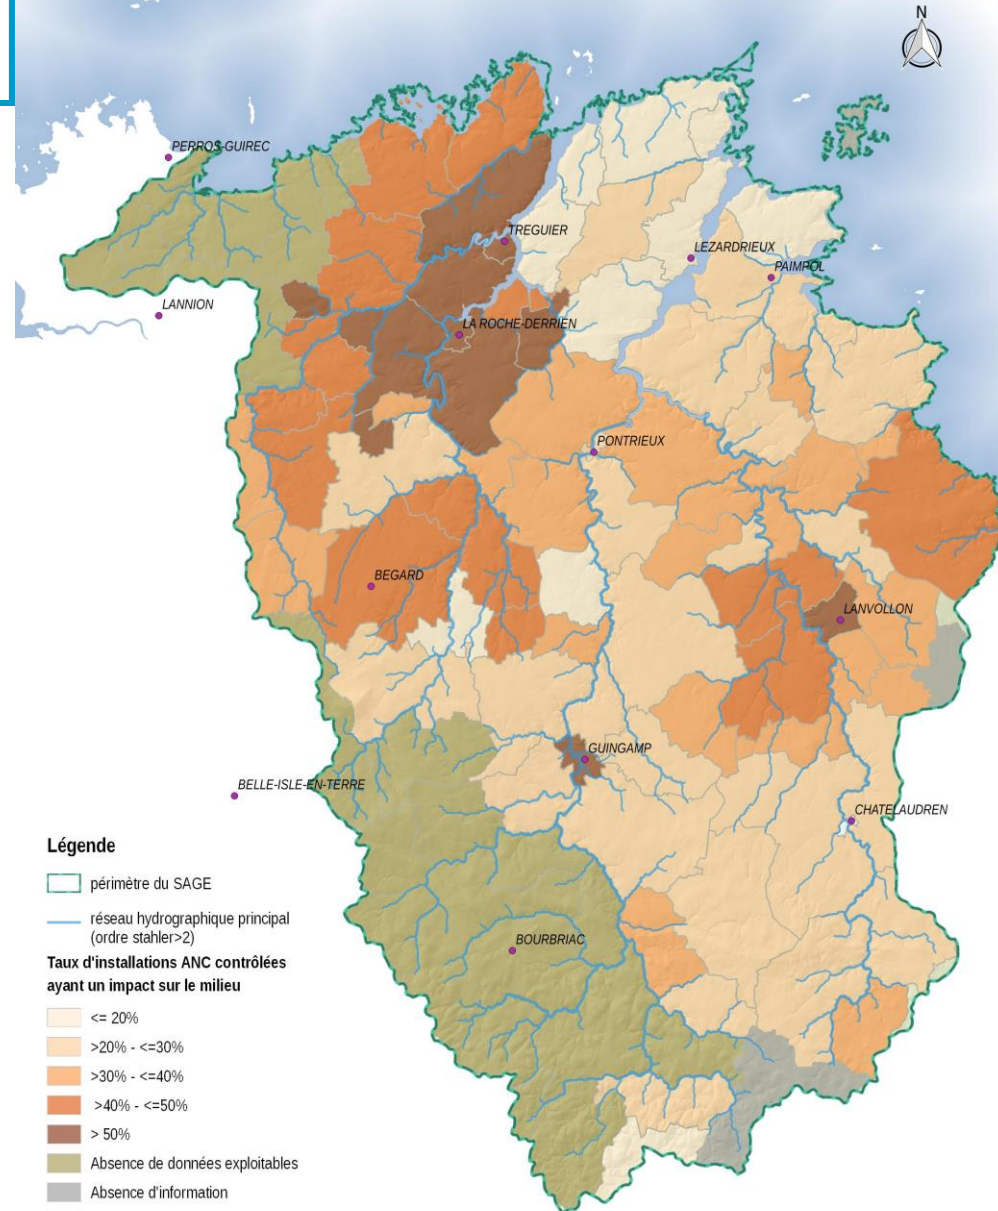 N
PERROS-GUIREC
TREGUIER
LEZARDRIEUX
PAIMPOL
LANNION
LA ROCHE-DERRIEN
PONTRIEUX
BEGARD
LANVOLLON
GUINGAMP
BELLE-ISLE-EN-TERRE
CHATELAUDREN
BOURBRIAC
Légende
périmètre du SAGE
réseau hydrographique principal
(ordre stahler>2)
Taux d'installations ANC contrôlées
ayant un impact sur le milieu
<= 20%
>20% - <=30%
>30% - <=40%
>40% - <=50%
> 50%
Absence de données exploitables
Absence d'information